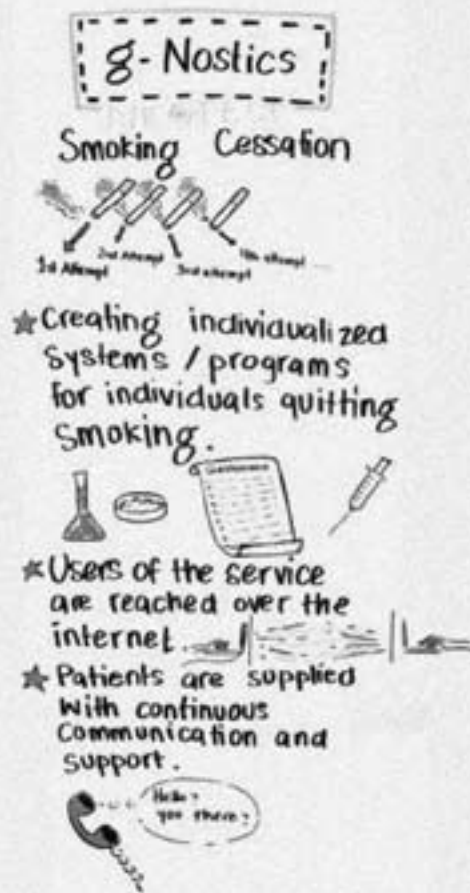 g-Nostics
Smoking Cessation
1st Attempt
2nd Attempt
3rd attempt
attempt
★ Creating individualized
systems / programs
for individuals quitting
smoking.
★ Users of the service
are reached over the
internet
★ Patients are supplied
with continuous
communication and
support.
Hello?
you there?